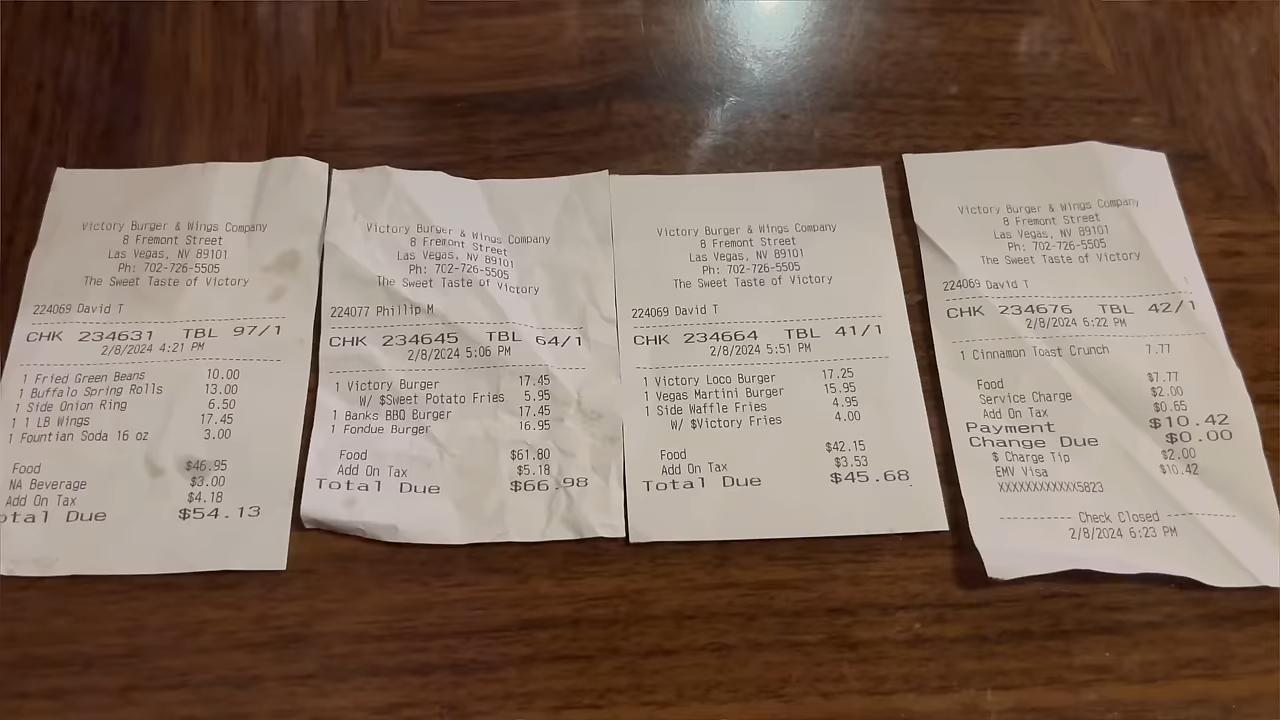 Victory Burger & Wings Company
8 Fremont Street
Las Vegas, NV 89101
Ph: 702-726-5505
The Sweet Taste of Victory
224069 David T
CHK 234631 TBL 97/1
2/8/2024 4:21 PM
1 Fried Green Beans 10.00
1 Buffalo Spring Rolls 13.00
1 Side Onion Ring 6.50
1 1 LB Wings 17.45
1 Fountian Soda 16 oz 3.00
Food $46.95
NA Beverage $3.00
Add On Tax $4.18
otal Due $54.13
Victory Burger & Wings Company
8 Fremont Street
Las Vegas, NV 89101
Ph: 702-726-5505
The Sweet Taste of Victory
224077 Phillip M
CHK 234645 TBL 64/1
2/8/2024 5:06 PM
1 Victory Burger 17.45
W/ $Sweet Potato Fries 5.95
1 Banks BBQ Burger 17.45
1 Fondue Burger 16.95
Food $61.80
Add On Tax $5.18
Total Due $66.98
Victory Burger & Wings Company
8 Fremont Street
Las Vegas, NV 89101
Ph: 702-726-5505
The Sweet Taste of Victory
224069 David T
CHK 234664 TBL 41/1
2/8/2024 5:51 PM
1 Victory Loco Burger 17.25
1 Vegas Martini Burger 15.95
1 Side Waffle Fries 4.95
W/ $Victory Fries 4.00
Food $42.15
Add On Tax $3.53
Total Due $45.68
Victory Burger & Wings Company
8 Fremont Street
Las Vegas, NV 89101
Ph: 702-726-5505
The Sweet Taste of Victory
224069 David T
CHK 234676 TBL 42/1
2/8/2024 6:22 PM
1 Cinnamon Toast Crunch 7.77
Food $7.77
Service Charge $2.00
Add On Tax $0.65
Payment $10.42
Change Due $0.00
$ Charge Tip $2.00
EMV Visa $10.42
XXXXXXXXXXXX5823
Check Closed
2/8/2024 6:23 PM